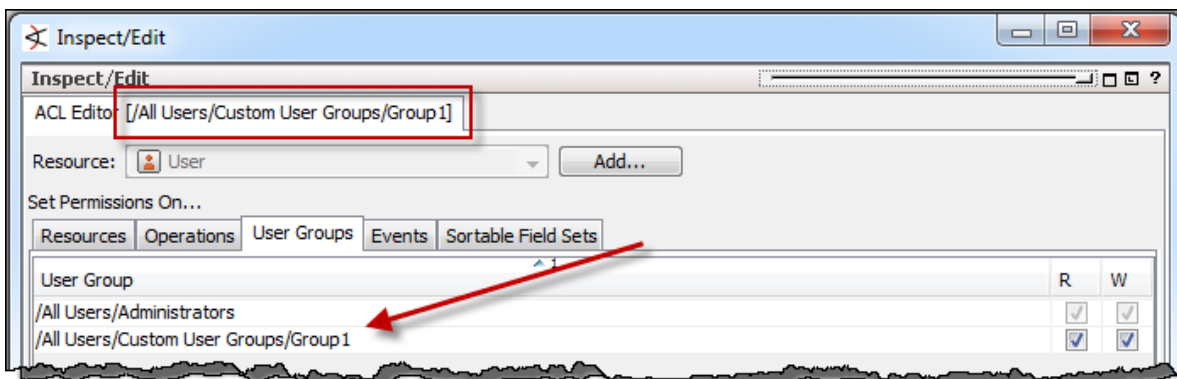 Inspect/Edit
Inspect/Edit
?
ACL Editor [/All Users/Custom User Groups/Group1]
Resource: User Add...
Set Permissions On...
Resources Operations User Groups Events Sortable Field Sets
User Group 1 R W
/All Users/Administrators
/All Users/Custom User Groups/Group1